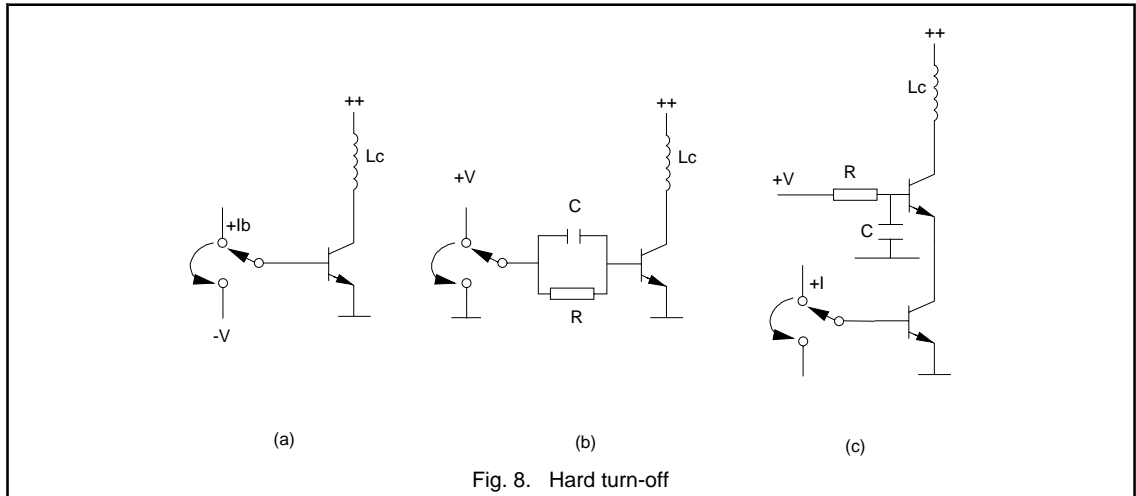 ++
Lc
+Ib
-V
(a)
+V
C
R
++
Lc
(b)
++
Lc
R
+V
C
+I
(c)
Fig. 8. Hard turn-off